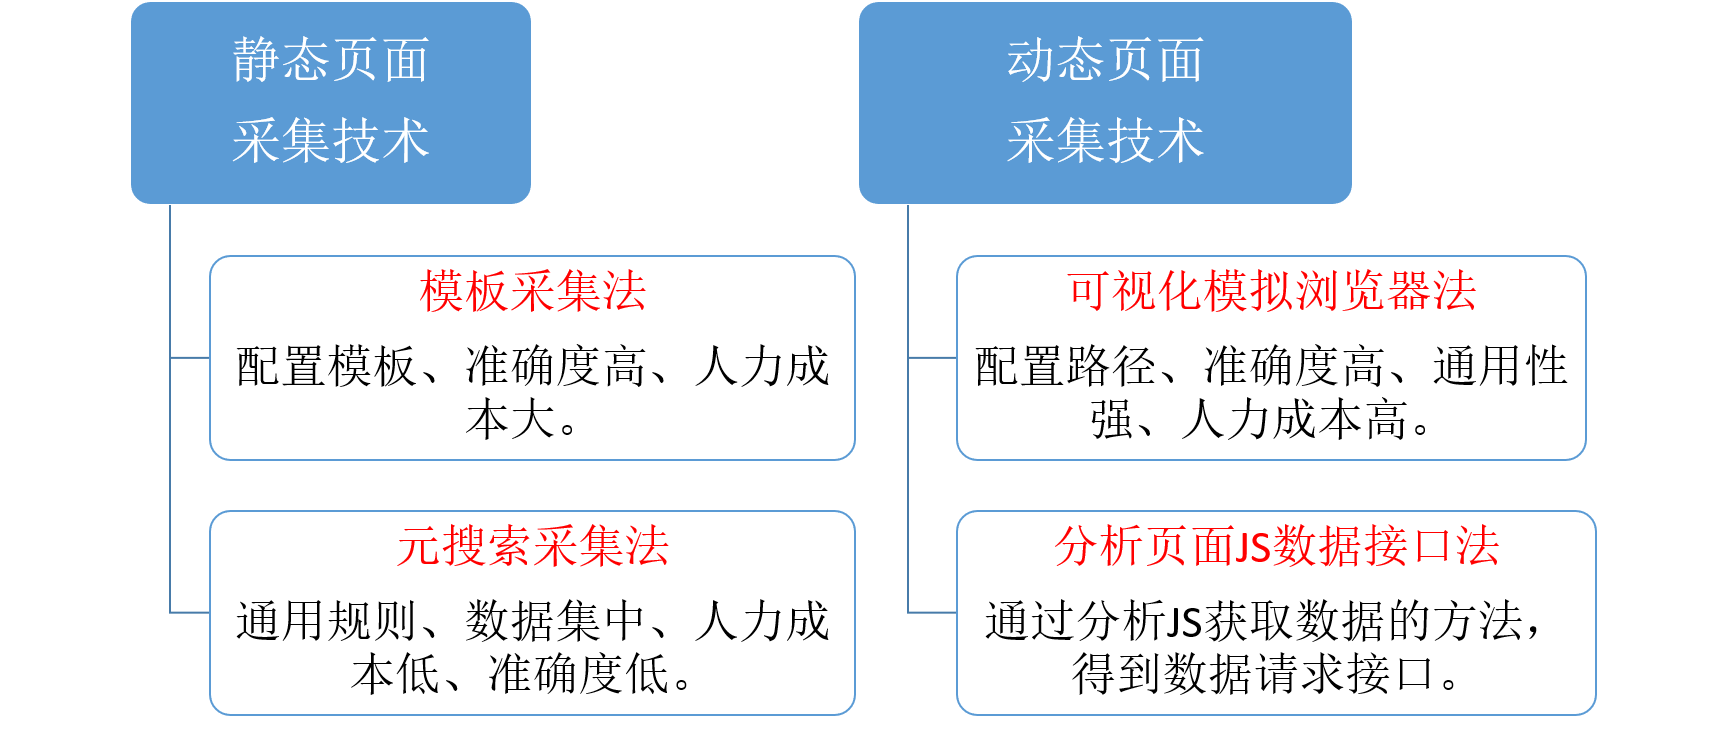 静态页面
采集技术
模板采集法
配置模板、准确度高、人力成
本大。
元搜索采集法
通用规则、数据集中、人力成
本低、准确度低。
动态页面
采集技术
可视化模拟浏览器法
配置路径、准确度高、通用性
强、人力成本高。
分析页面JS数据接口法
通过分析JS获取数据的方法，
得到数据请求接口。